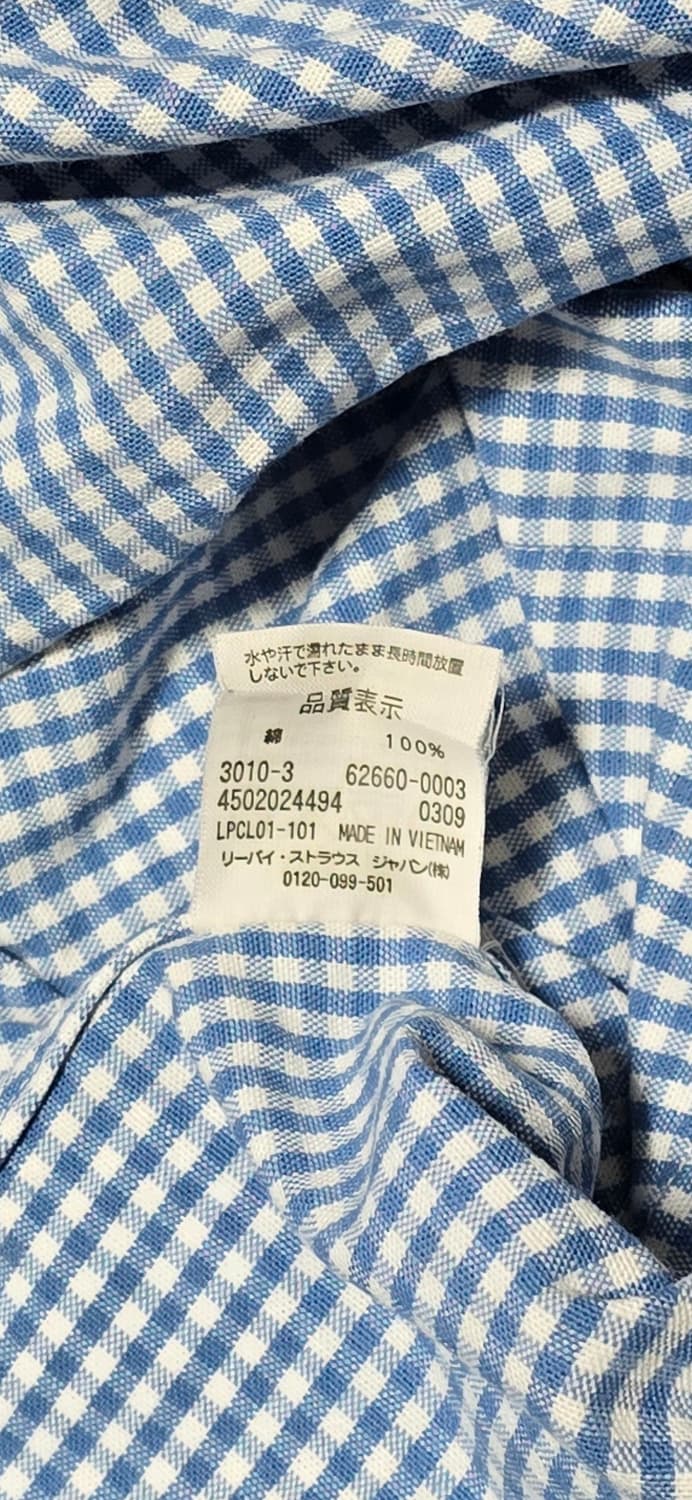 水や汗で濡れたまま長時間放置
しないで下さい。
品質表示
綿 100%
3010-3 62660-0003
4502024494 0309
LPCL01-101 MADE IN VIETNAM
リーバイ・ストラウス ジャパン(株)
0120-099-501